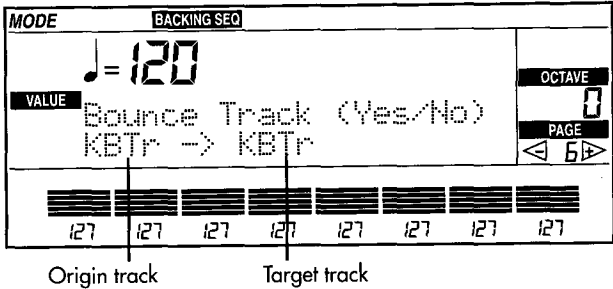 MODE BACKING SEQ
♩=120
OCTAVE
0
VALUE Bounce Track (Yes/No)
KBTr -> KBTr
PAGE
- 6 +
127 127 127 127 127 127 127 127
Origin track Target track